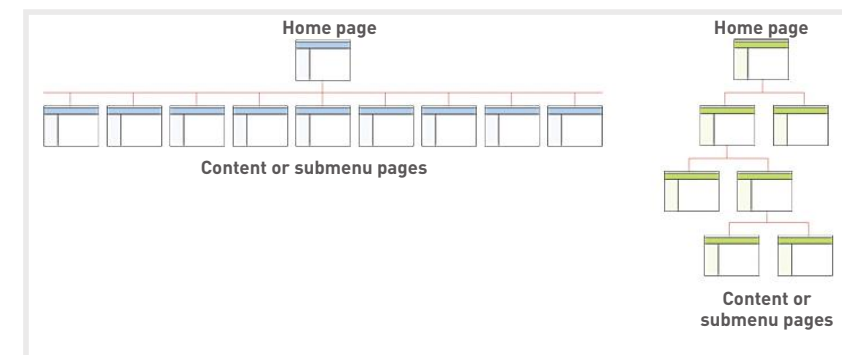 Home page
Content or submenu pages
Home page
Content or
submenu pages